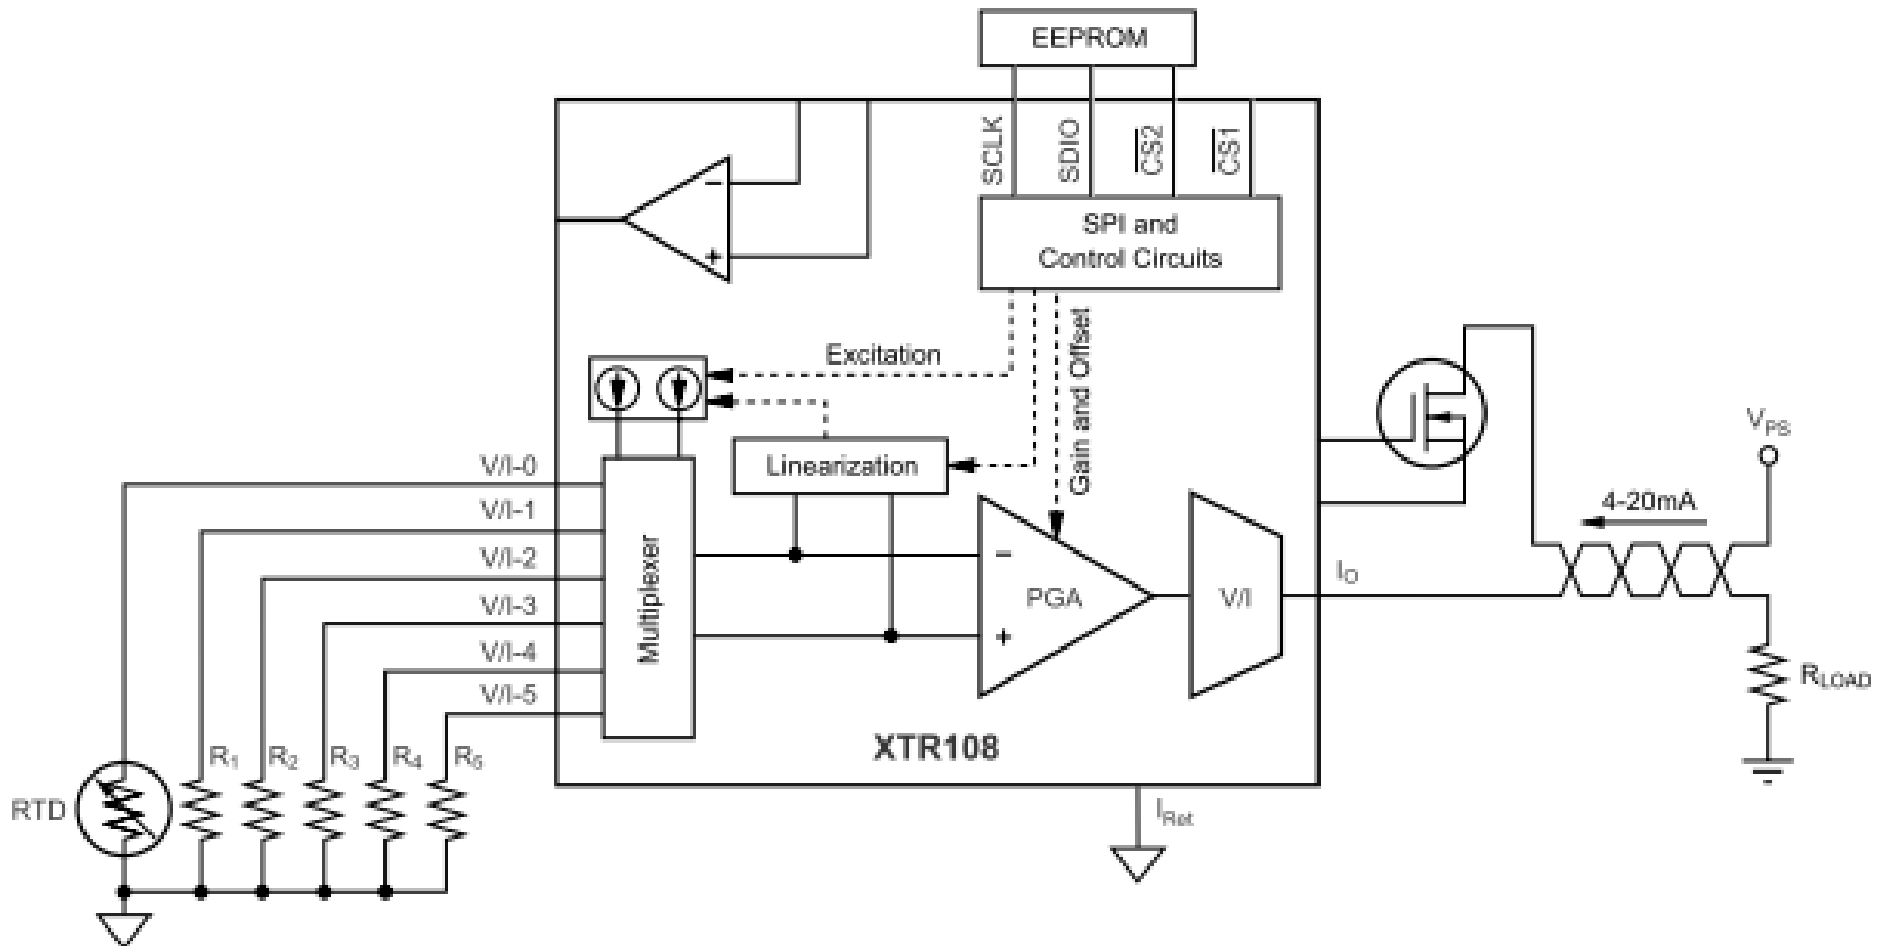 EEPROM
SCLK
SDIO
CS2
CS1
SPI and
Control Circuits
Excitation
Gain and Offset
Linearization
V/I-0
V/I-1
V/I-2
V/I-3
V/I-4
V/I-5
Multiplexer
−
+
−
+
PGA
V/I
XTR108
R1
R2
R3
R4
R5
RTD
IRet
IO
4-20mA
VPS
RLOAD